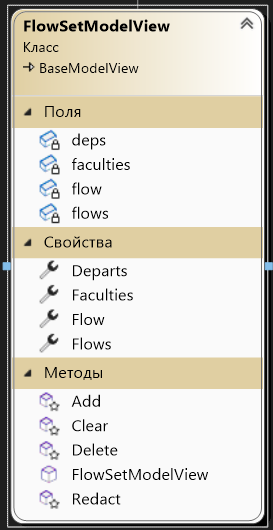 FlowSetModelView
Класс
BaseModelView
Поля
deps
faculties
flow
flows
Свойства
Departs
Faculties
Flow
Flows
Методы
Add
Clear
Delete
FlowSetModelView
Redact